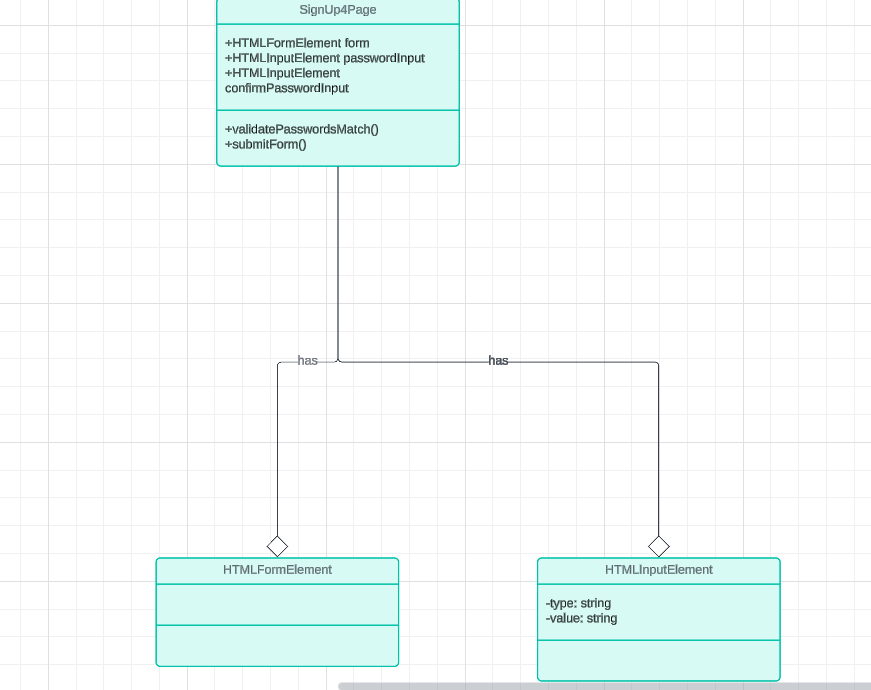 SignUp4Page
+HTMLFormElement form
+HTMLInputElement passwordInput
+HTMLInputElement
confirmPasswordInput
+validatePasswordsMatch()
+submitForm()
has
has
HTMLFormElement
HTMLInputElement
-type: string
-value: string